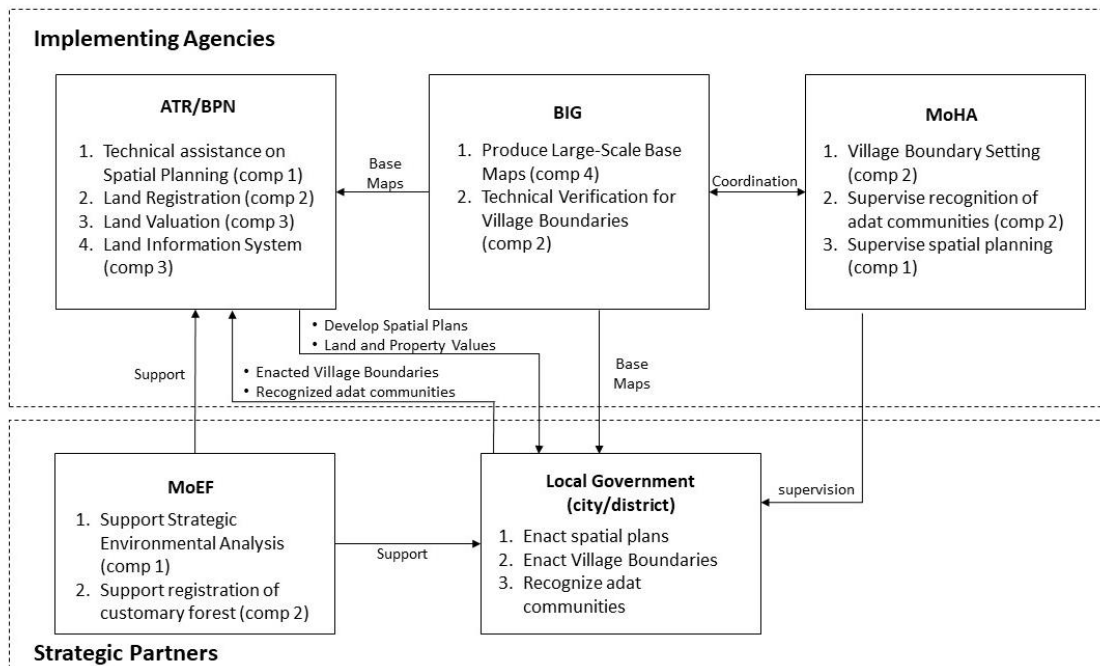 Implementing Agencies
ATR/BPN
1. Technical assistance on
Spatial Planning (comp 1)
2. Land Registration (comp 2)
3. Land Valuation (comp 3)
4. Land Information System
(comp 3)
Base
Maps
BIG
1. Produce Large-Scale Base
Maps (comp 4)
2. Technical Verification for
Village Boundaries
(comp 2)
Coordination
MoHA
1. Village Boundary Setting
(comp 2)
2. Supervise recognition of
adat communities (comp 2)
3. Supervise spatial planning
(comp 1)
• Develop Spatial Plans
• Land and Property Values
Support
• Enacted Village Boundaries
• Recognized adat communities
Base
Maps
MoEF
1. Support Strategic
Environmental Analysis
(comp 1)
2. Support registration of
customary forest (comp 2)
Support
Local Government
(city/district)
1. Enact spatial plans
2. Enact Village Boundaries
3. Recognize adat
communities
supervision
Strategic Partners